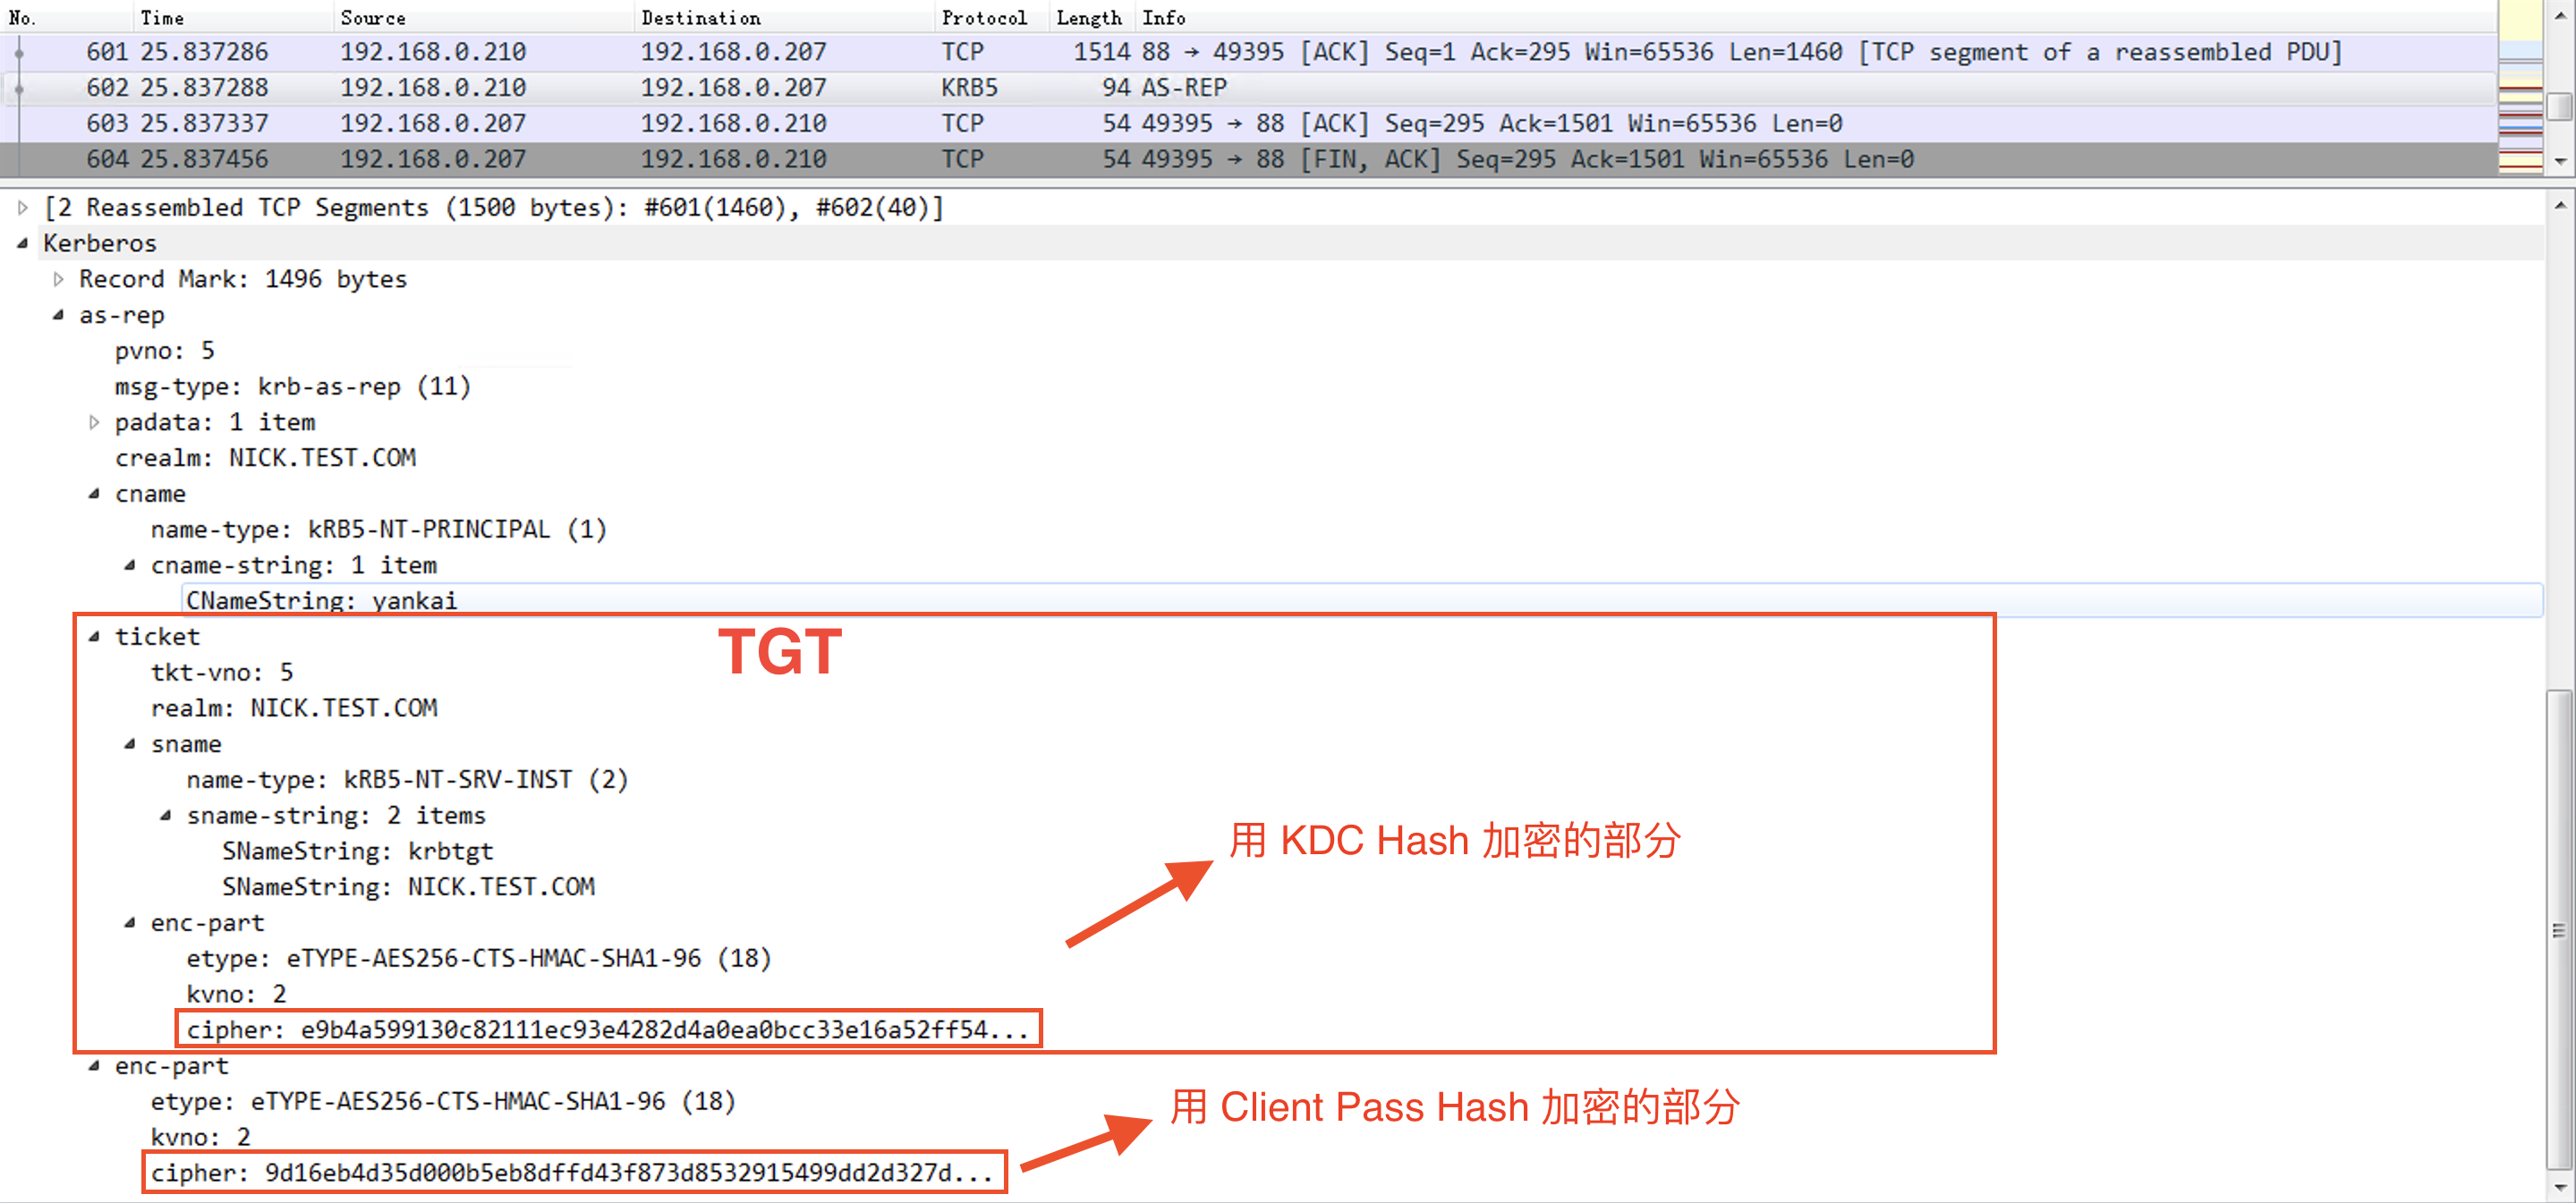 No. Time Source Destination Protocol Length Info
601 25.837286 192.168.0.210 192.168.0.207 TCP 1514 88 → 49395 [ACK] Seq=1 Ack=295 Win=65536 Len=1460 [TCP segment of a reassembled PDU]
602 25.837288 192.168.0.210 192.168.0.207 KRB5 94 AS-REP
603 25.837337 192.168.0.207 192.168.0.210 TCP 54 49395 → 88 [ACK] Seq=295 Ack=1501 Win=65536 Len=0
604 25.837456 192.168.0.207 192.168.0.210 TCP 54 49395 → 88 [FIN, ACK] Seq=295 Ack=1501 Win=65536 Len=0
[2 Reassembled TCP Segments (1500 bytes): #601(1460), #602(40)]
Kerberos
Record Mark: 1496 bytes
as-rep
pvno: 5
msg-type: krb-as-rep (11)
padata: 1 item
crealm: NICK.TEST.COM
cname
name-type: kRB5-NT-PRINCIPAL (1)
cname-string: 1 item
CNameString: yankai
ticket
TGT
tkt-vno: 5
realm: NICK.TEST.COM
sname
name-type: kRB5-NT-SRV-INST (2)
sname-string: 2 items
SNameString: krbtgt
用 KDC Hash 加密的部分
SNameString: NICK.TEST.COM
enc-part
etype: eTYPE-AES256-CTS-HMAC-SHA1-96 (18)
kvno: 2
cipher: e9b4a599130c82111ec93e4282d4a0ea0bcc33e16a52ff54...
enc-part
etype: eTYPE-AES256-CTS-HMAC-SHA1-96 (18)
用 Client Pass Hash 加密的部分
kvno: 2
cipher: 9d16eb4d35d000b5eb8dffd43f873d8532915499dd2d327d...